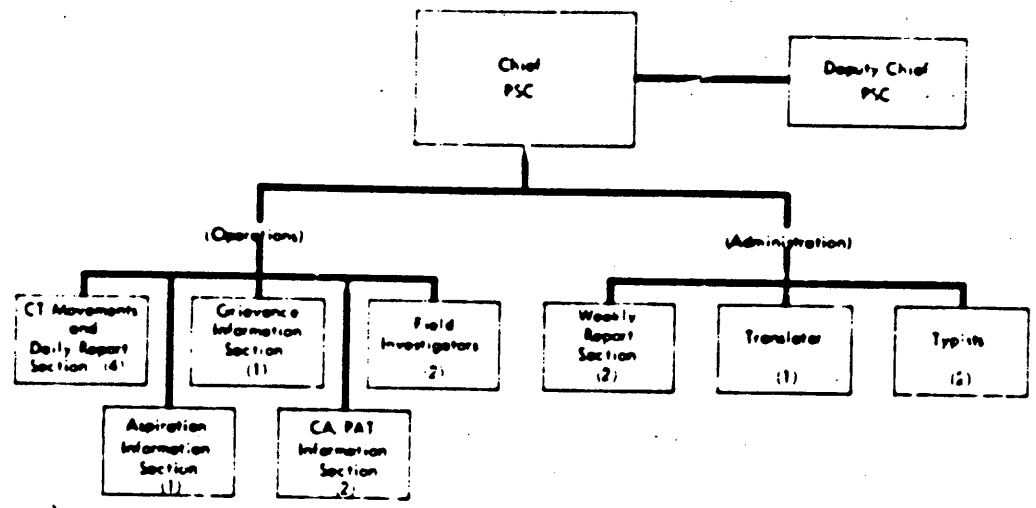 Chief
PSC
Deputy Chief
PSC
(Operations)
(Administration)
CT Movements
and
Daily Report
Section (4)
Grievance
Information
Section
(1)
Field
Investigators
(2)
Weekly
Report
Section
(2)
Translator
(1)
Typists
(2)
Aspiration
Information
Section
(1)
CA PAT
Information
Section
(2)